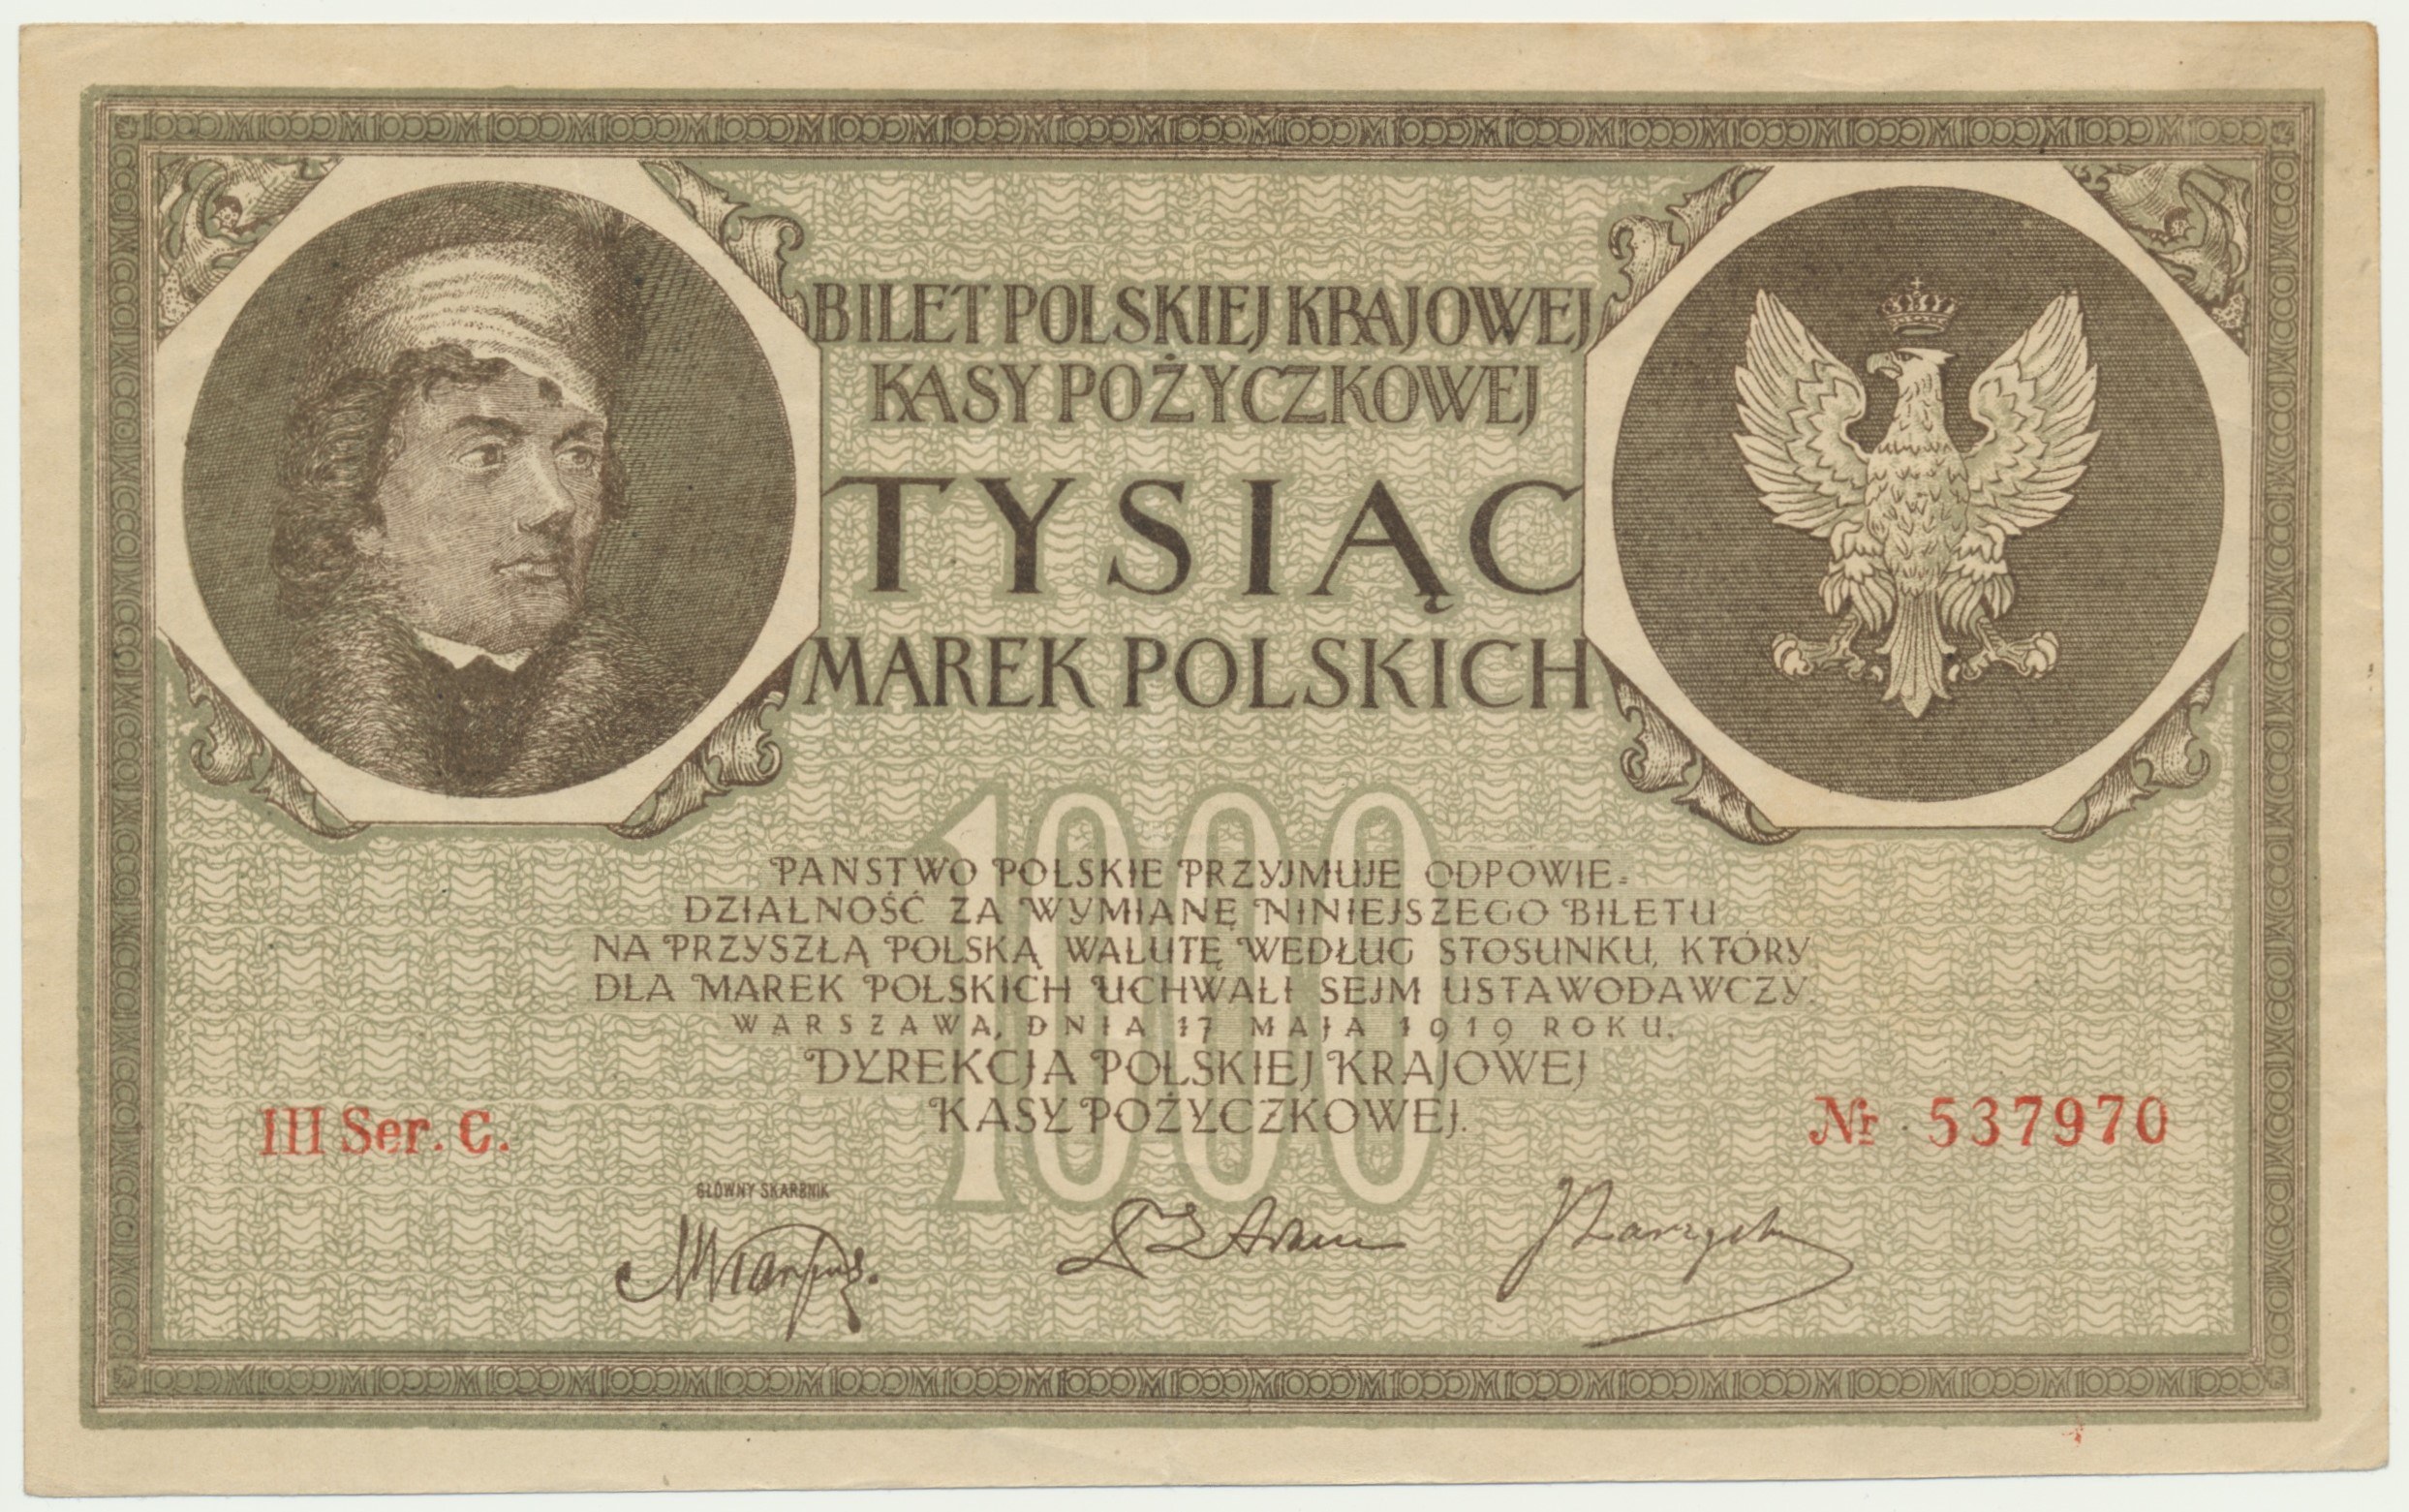 BILET POLSKIEJ KRAJOWEJ
KASY POŻYCZKOWEJ
TYSIĄC
MAREK POLSKICH
1000
PAŃSTWO POLSKIE PRZYJMUJE ODPOWIE=
DZIALNOŚĆ ZA WYMIANĘ NINIEJSZEGO BILETU
NA PRZYSZŁĄ POLSKĄ WALUTĘ WEDŁUG STOSUNKU, KTÓRY
DLA MAREK POLSKICH UCHWALI SEJM USTAWODAWCZY.
WARSZAWA, DNIA 17 MAJA 1919 ROKU.
DYREKCJA POLSKIEJ KRAJOWEJ
KASY POŻYCZKOWEJ.
III Ser. C.
Nr 537970
GŁÓWNY SKARBNIK